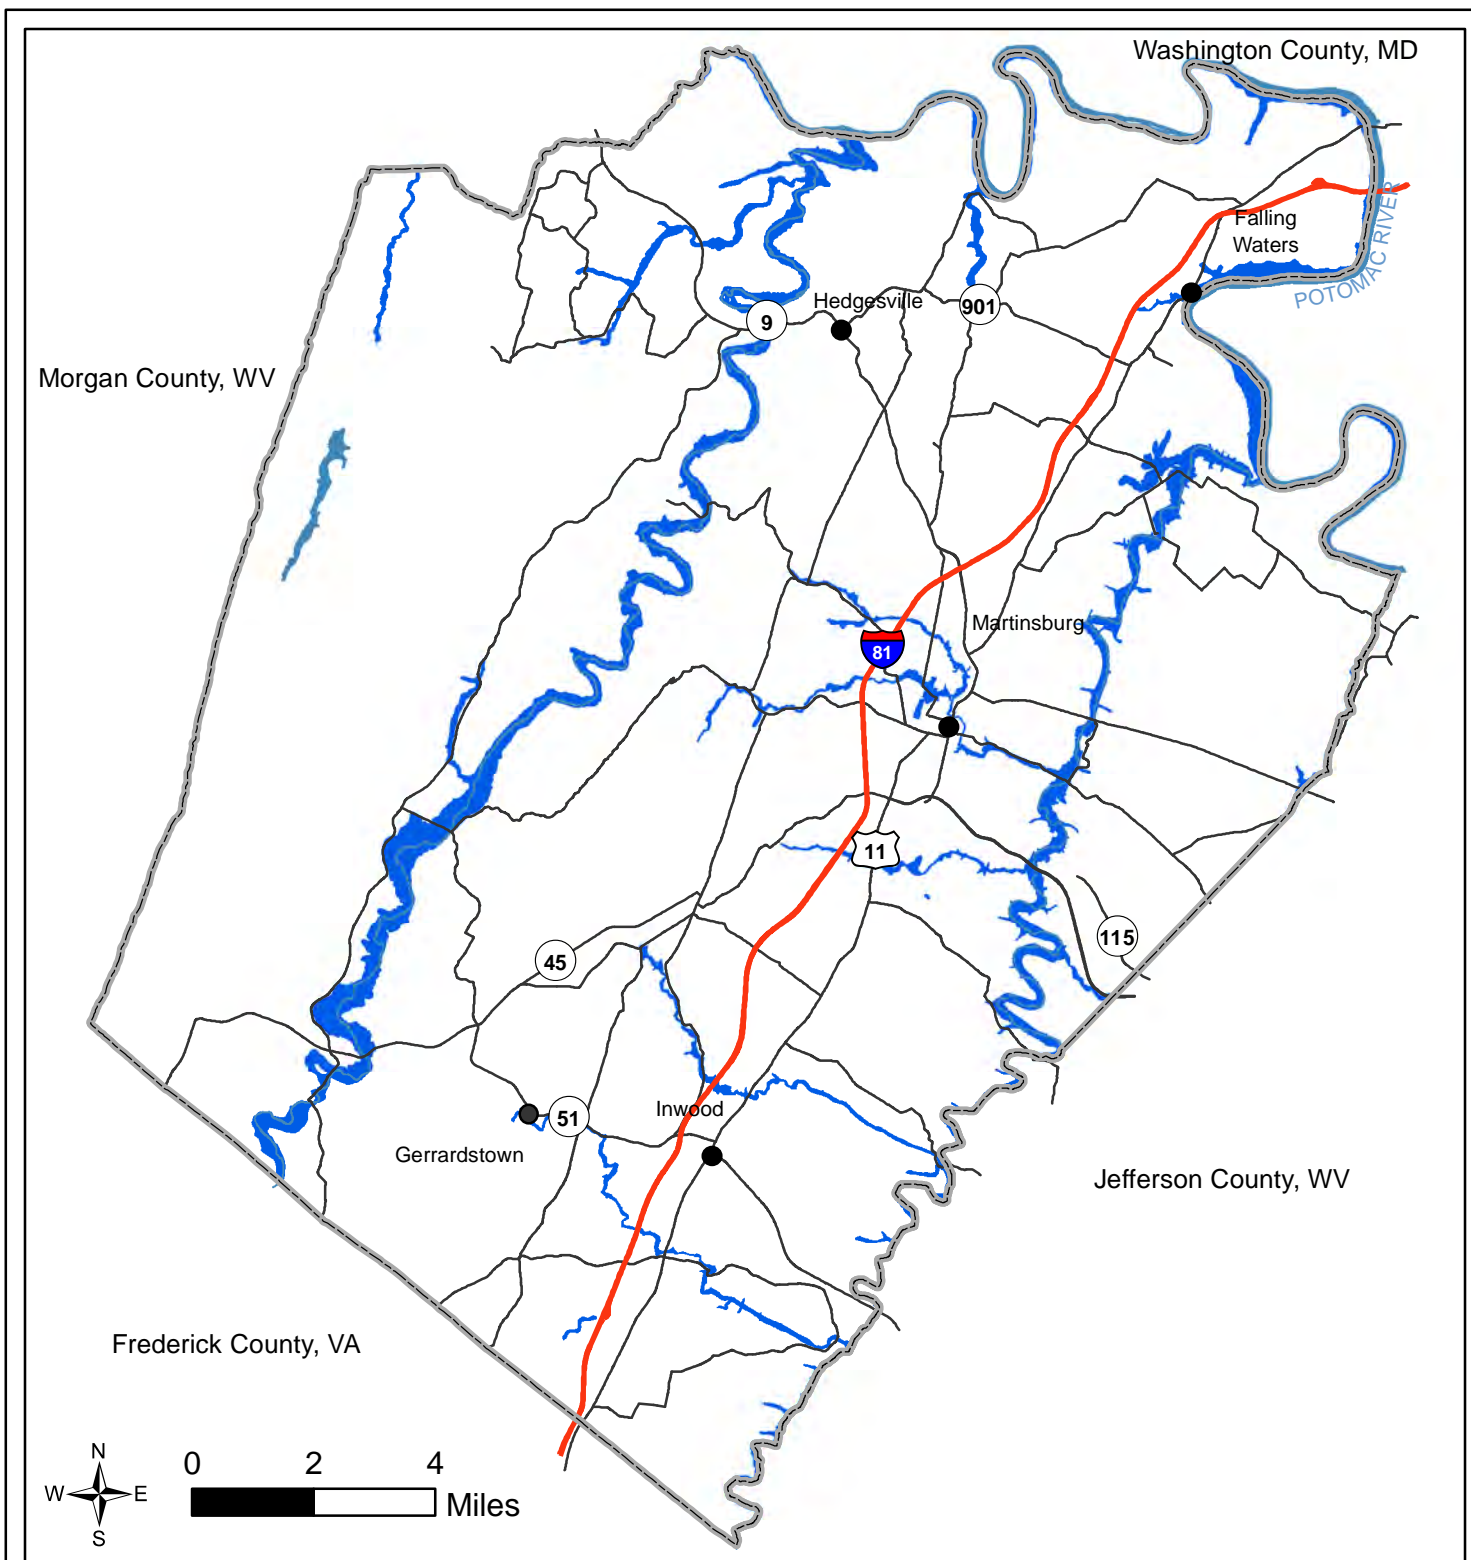 Washington County, MD
Falling
Waters
POTOMAC RIVER
Hedgesville
901
9
Morgan County, WV
Martinsburg
81
11
115
45
51
Inwood
Gerrardstown
Jefferson County, WV
Frederick County, VA
N
W E
S
0 2 4
Miles